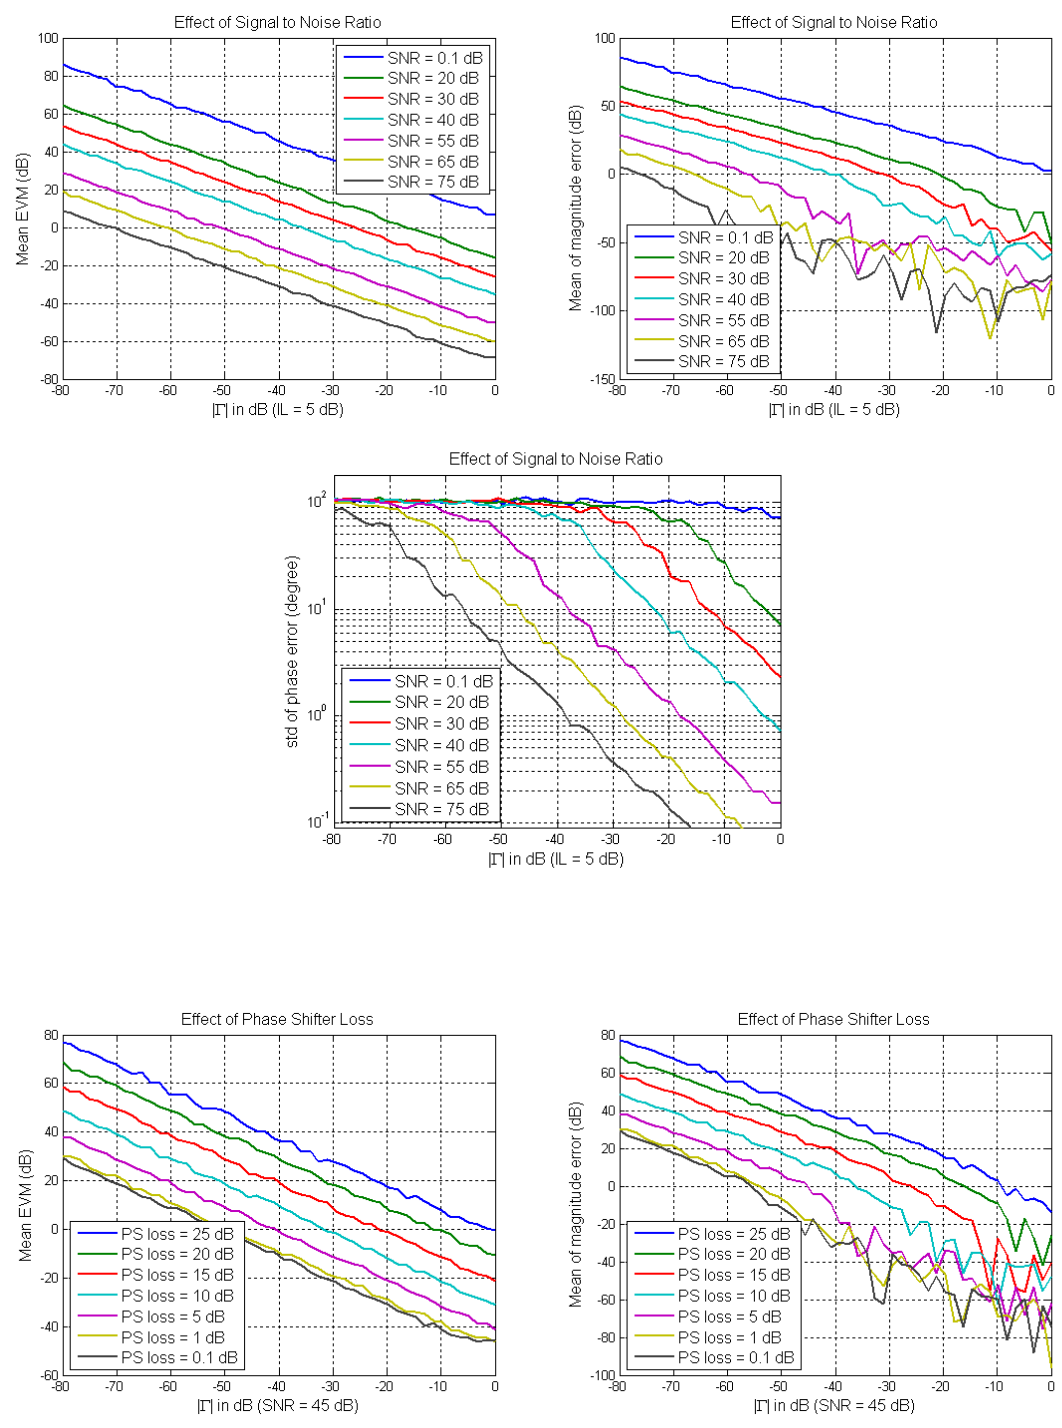 Effect of Signal to Noise Ratio
Mean EVM (dB)
100
80
60
40
20
0
-20
-40
-60
-80
SNR = 0.1 dB
SNR = 20 dB
SNR = 30 dB
SNR = 40 dB
SNR = 55 dB
SNR = 65 dB
SNR = 75 dB
-80 -70 -60 -50 -40 -30 -20 -10 0
|Γ| in dB (IL = 5 dB)
Effect of Signal to Noise Ratio
Mean of magnitude error (dB)
100
50
0
-50
-100
-150
SNR = 0.1 dB
SNR = 20 dB
SNR = 30 dB
SNR = 40 dB
SNR = 55 dB
SNR = 65 dB
SNR = 75 dB
-80 -70 -60 -50 -40 -30 -20 -10 0
|Γ| in dB (IL = 5 dB)
Effect of Signal to Noise Ratio
std of phase error (degree)
10^2
10^1
10^0
10^-1
SNR = 0.1 dB
SNR = 20 dB
SNR = 30 dB
SNR = 40 dB
SNR = 55 dB
SNR = 65 dB
SNR = 75 dB
-80 -70 -60 -50 -40 -30 -20 -10 0
|Γ| in dB (IL = 5 dB)
Effect of Phase Shifter Loss
Mean EVM (dB)
80
60
40
20
0
-20
-40
-60
PS loss = 25 dB
PS loss = 20 dB
PS loss = 15 dB
PS loss = 10 dB
PS loss = 5 dB
PS loss = 1 dB
PS loss = 0.1 dB
-80 -70 -60 -50 -40 -30 -20 -10 0
|Γ| in dB (SNR = 45 dB)
Effect of Phase Shifter Loss
Mean of magnitude error (dB)
80
60
40
20
0
-20
-40
-60
-80
-100
PS loss = 25 dB
PS loss = 20 dB
PS loss = 15 dB
PS loss = 10 dB
PS loss = 5 dB
PS loss = 1 dB
PS loss = 0.1 dB
-80 -70 -60 -50 -40 -30 -20 -10 0
|Γ| in dB (SNR = 45 dB)